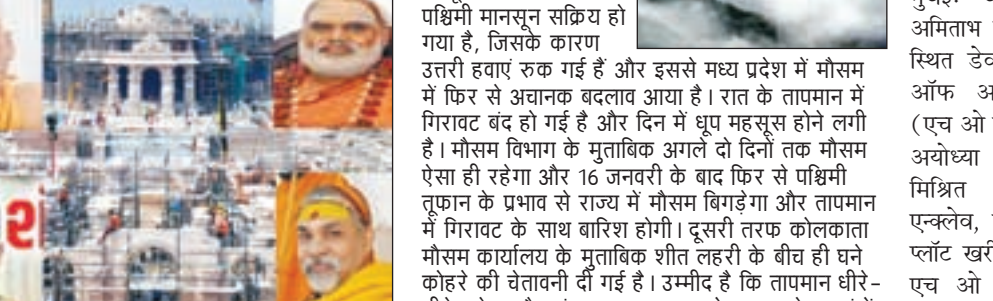 पश्चिमी मानसून सक्रिय हो
गया है, जिसके कारण
उत्तरी हवाएं रुक गई हैं और इससे मध्य प्रदेश में मौसम
में फिर से अचानक बदलाव आया है। रात के तापमान में
गिरावट बंद हो गई है और दिन में धूप महसूस होने लगी
है। मौसम विभाग के मुताबिक अगले दो दिनों तक मौसम
ऐसा ही रहेगा और 16 जनवरी के बाद फिर से पश्चिमी
तूफान के प्रभाव से राज्य में मौसम बिगड़ेगा और तापमान
में गिरावट के साथ बारिश होगी। दूसरी तरफ कोलकाता
मौसम कार्यालय के मुताबिक शीत लहरी के बीच ही घने
कोहरे की चेतावनी दी गई है। उम्मीद है कि तापमान धीरे-
अमिताभ
स्थित
ऑफ
(एच ओ
अयोध्या
मिश्रित
एन्क्लेव,
प्लॉट
एच ओ